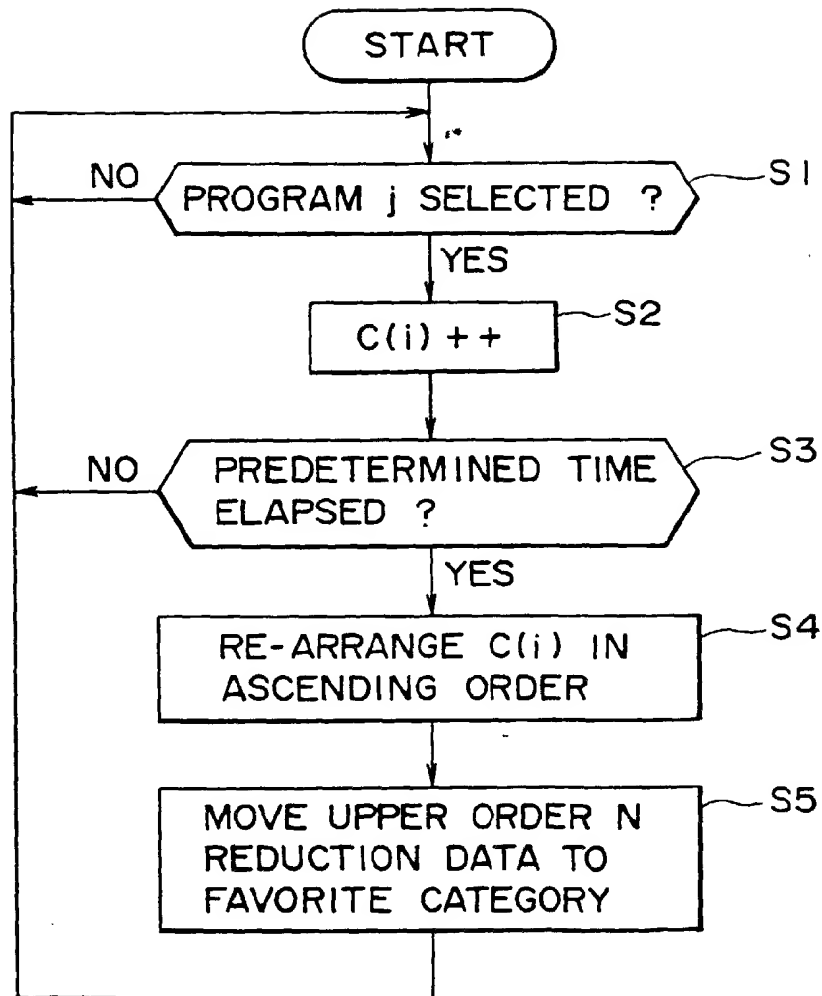 START
NO
PROGRAM j SELECTED ?
S1
YES
C(i) ++
S2
NO
PREDETERMINED TIME
ELAPSED ?
S3
YES
RE-ARRANGE C(i) IN
ASCENDING ORDER
S4
MOVE UPPER ORDER N
REDUCTION DATA TO
FAVORITE CATEGORY
S5